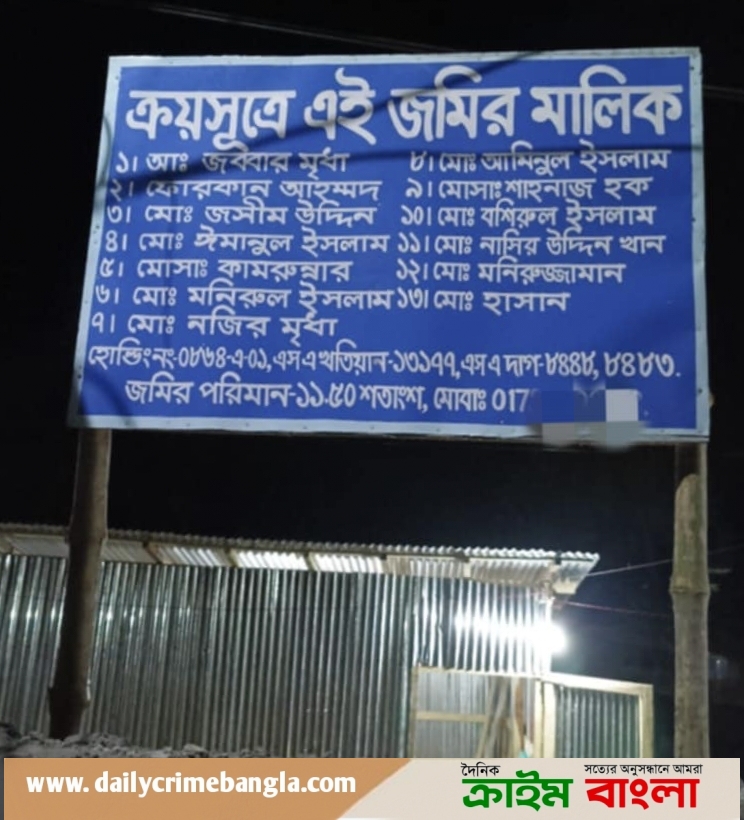 ক্রয়সূত্রে এই জমির মালিক
১। আঃ জব্বার মৃধা
২। ফোরকান আহম্মদ
৩। মোঃ জসীম উদ্দিন
৪। মোঃ ঈমানুল ইসলাম
৫। মোসাঃ কামরুন্নার
৬। মোঃ মনিরুল ইসলাম
৭। মোঃ নজির মৃধা
৮। মোঃ আমিনুল ইসলাম
৯। মোসাঃ শাহনাজ হক
১০। মোঃ বশিরুল ইসলাম
১১। মোঃ নাসির উদ্দিন খান
১২। মোঃ মনিরুজ্জামান
১৩। মোঃ হাসান
হোল্ডিং নং-০৮৬৪-এ-০১, এস এ খতিয়ান-১৩১৭৭, এস এ দাগ-৮৪৪৮, ৮৪৮৩.
জমির পরিমান-১১.৫০ শতাংশ, মোবাঃ 017
www. dailycrimebangla.com
দৈনিক
ক্রাইম বাংলা
সত্যের অনুসন্ধানে আমরা